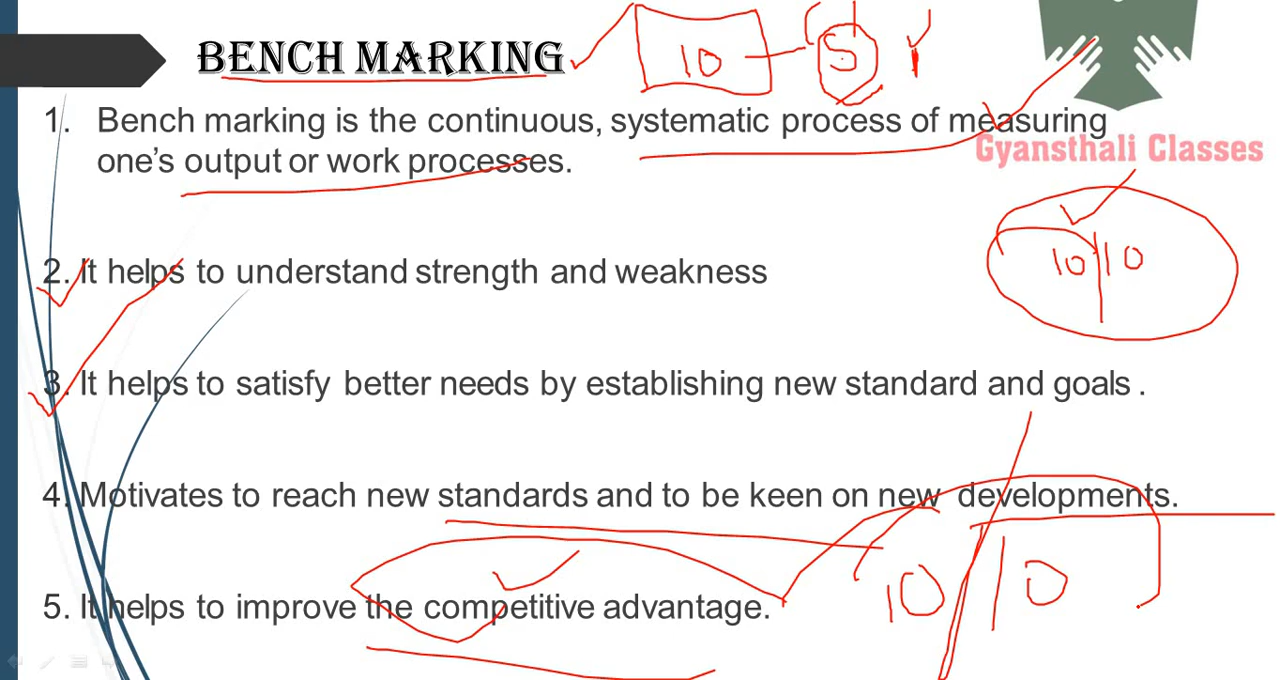 BENCH MARKING
10 5
1. Bench marking is the continuous, systematic process of measuring
one's output or work processes.
Gyansthali Classes
10 10
2. It helps to understand strength and weakness
3. It helps to satisfy better needs by establishing new standard and goals .
4. Motivates to reach new standards and to be keen on new developments.
5. It helps to improve the competitive advantage.
10 10